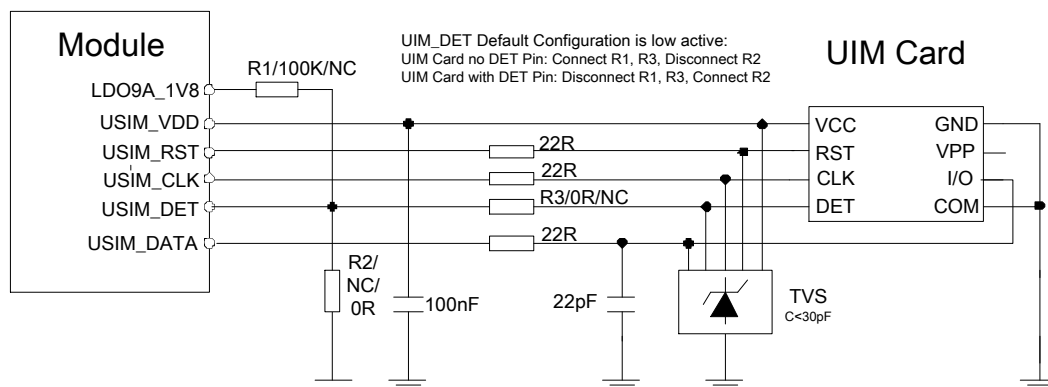 Module
UIM_DET Default Configuration is low active:
UIM Card no DET Pin: Connect R1, R3, Disconnect R2
UIM Card with DET Pin: Disconnect R1, R3, Connect R2
UIM Card
R1/100K/NC
LDO9A_1V8
USIM_VDD
USIM_RST
USIM_CLK
USIM_DET
USIM_DATA
22R
22R
R3/0R/NC
22R
VCC
RST
CLK
DET
GND
VPP
I/O
COM
R2/
NC/
0R
100nF
22pF
TVS
C<30pF